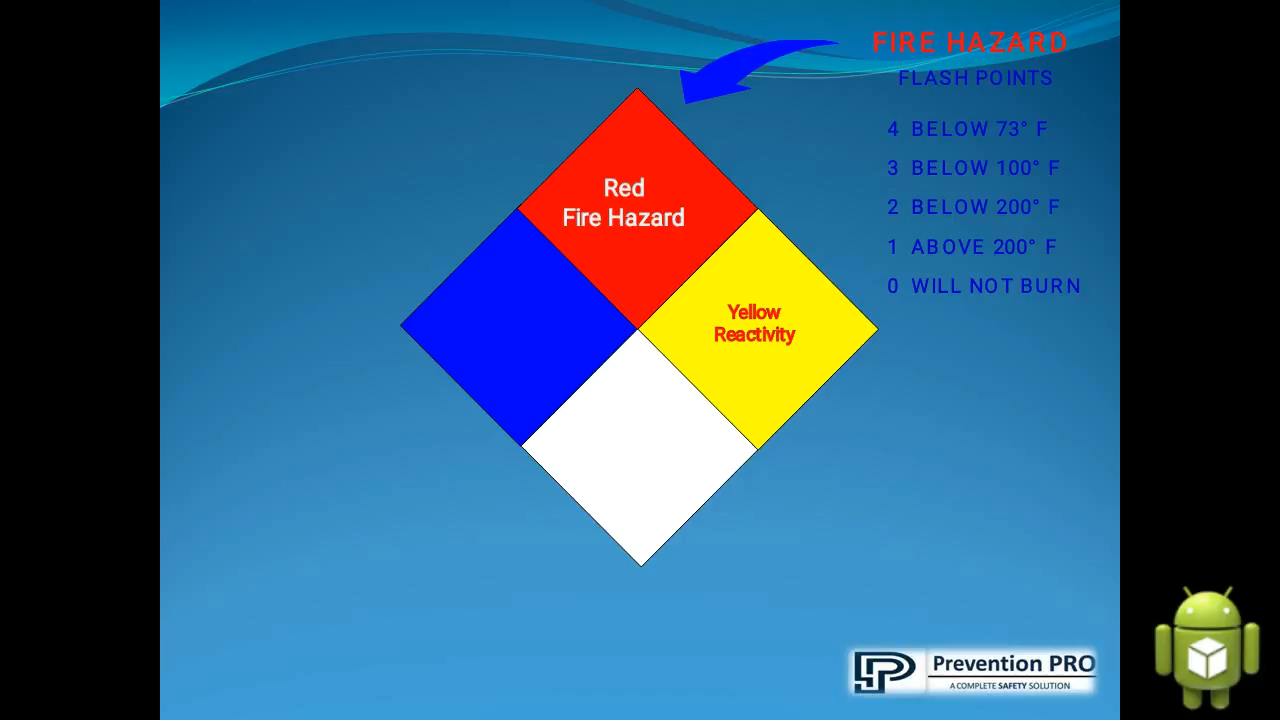 FIRE HAZARD
FLASH POINTS
4 BELOW 73° F
3 BELOW 100° F
2 BELOW 200° F
1 ABOVE 200° F
0 WILL NOT BURN
Red
Fire Hazard
Yellow
Reactivity
Prevention PRO
A COMPLETE SAFETY SOLUTION